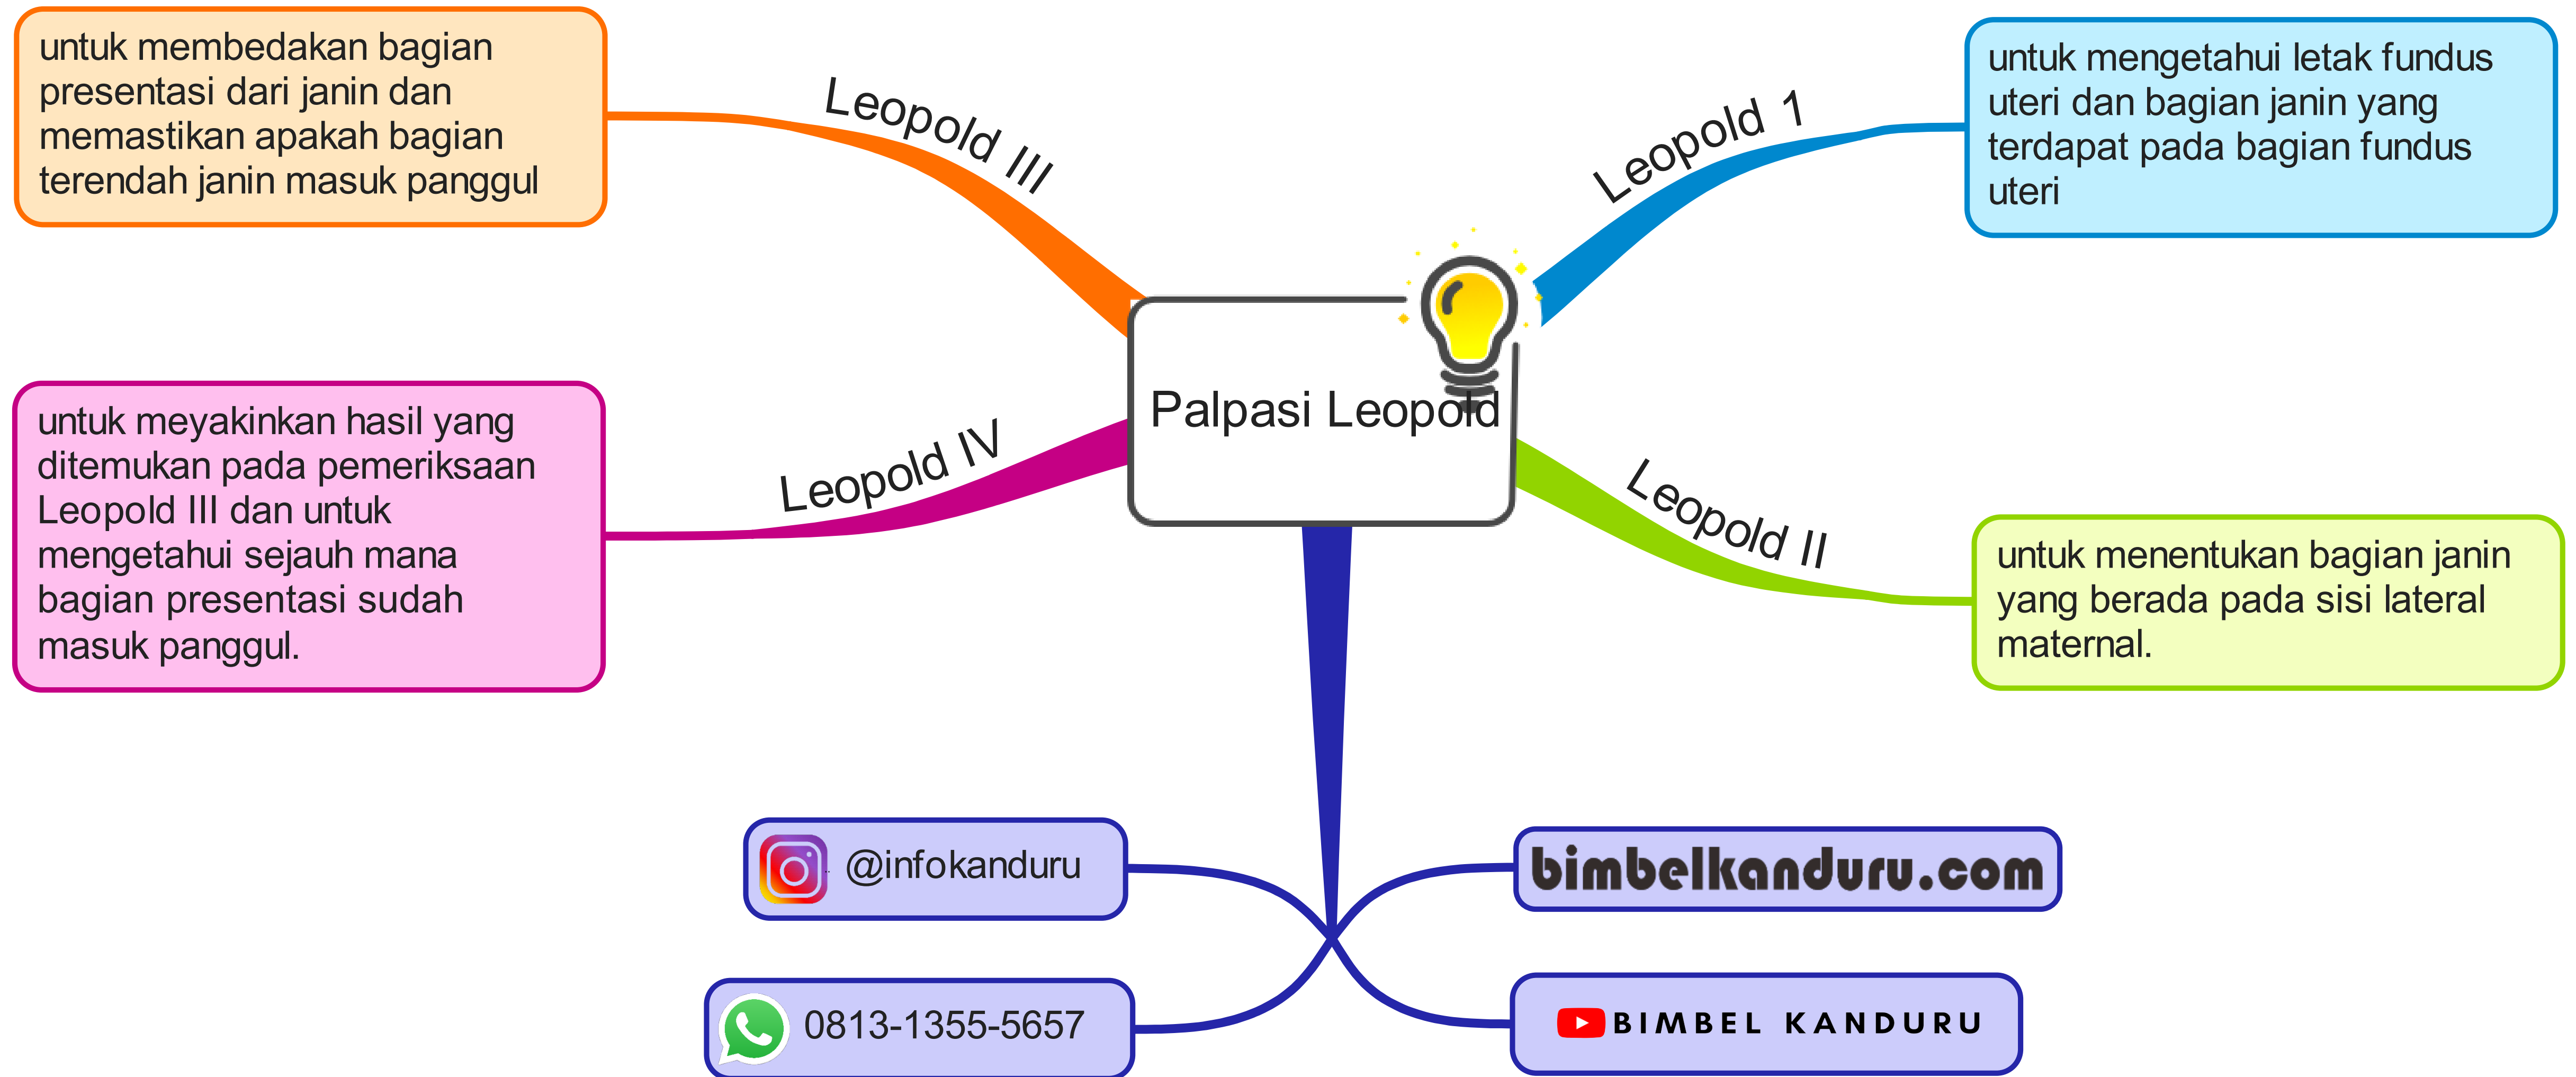 Palpasi Leopold
Leopold 1
untuk mengetahui letak fundus
uteri dan bagian janin yang
terdapat pada bagian fundus
uteri
Leopold II
untuk menentukan bagian janin
yang berada pada sisi lateral
maternal.
Leopold III
untuk membedakan bagian
presentasi dari janin dan
memastikan apakah bagian
terendah janin masuk panggul
Leopold IV
untuk meyakinkan hasil yang
ditemukan pada pemeriksaan
Leopold III dan untuk
mengetahui sejauh mana
bagian presentasi sudah
masuk panggul.
@infokanduru
bimbelkanduru.com
0813-1355-5657
BIMBEL KANDURU